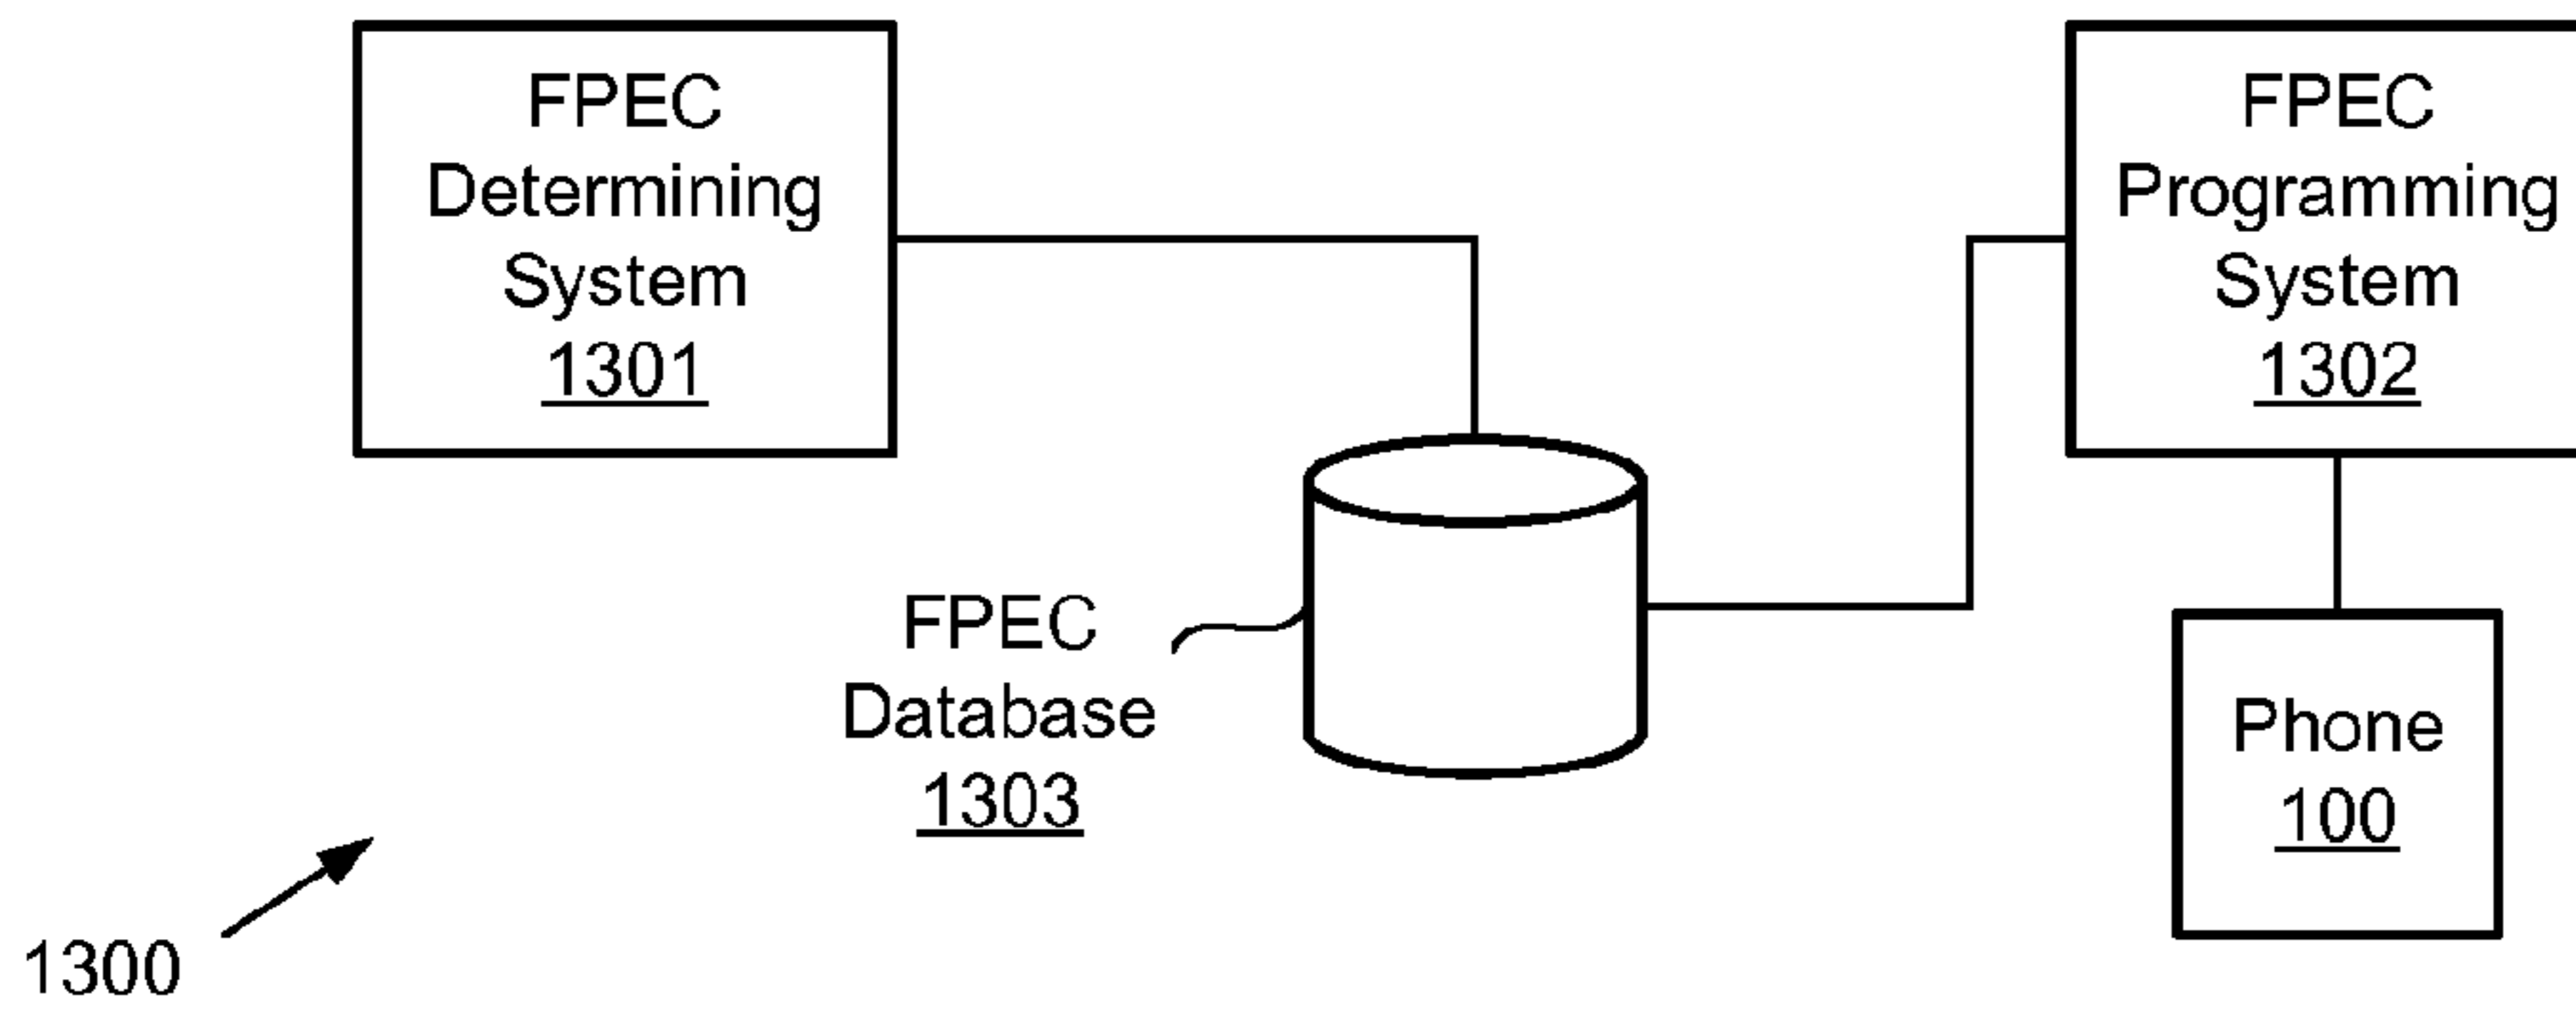 FPEC
Determining
System
1301
FPEC
Programming
System
1302
FPEC
Database
1303
Phone
100
1300